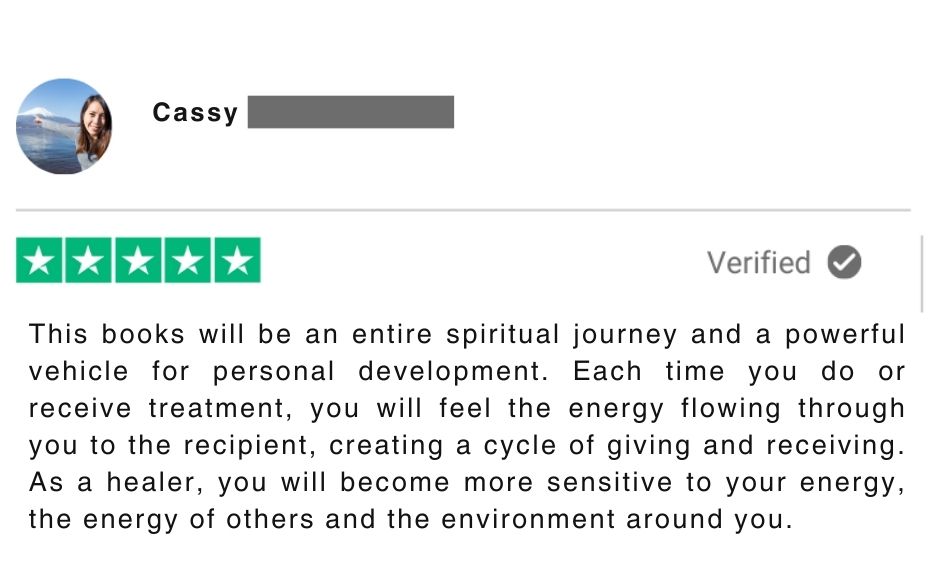 Cassy
Verified
This books will be an entire spiritual journey and a powerful
vehicle for personal development. Each time you do or
receive treatment, you will feel the energy flowing through
you to the recipient, creating a cycle of giving and receiving.
As a healer, you will become more sensitive to your energy,
the energy of others and the environment around you.